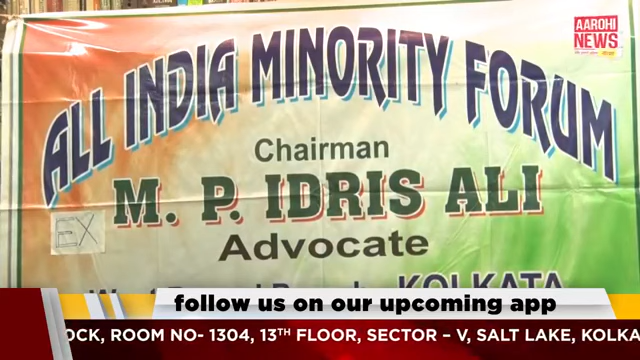 AAROHI
NEWS
ALL INDIA MINORITY FORUM
Chairman
M. P. IDRIS ALI
EX
Advocate
KOLKATA
follow us on our upcoming app
OCK, ROOM NO- 1304, 13TH FLOOR, SECTOR – V, SALT LAKE, KOLKA